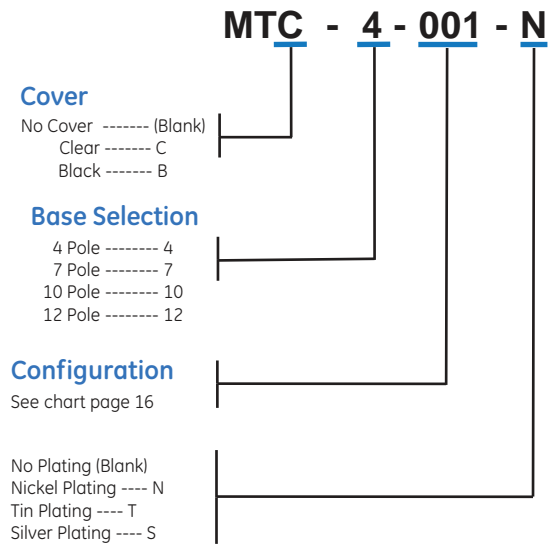 MTC - 4 - 001 - N
Cover
No Cover ------- (Blank)
Clear ------- C
Black ------- B
Base Selection
4 Pole -------- 4
7 Pole -------- 7
10 Pole -------- 10
12 Pole -------- 12
Configuration
See chart page 16
No Plating (Blank)
Nickel Plating ---- N
Tin Plating ---- T
Silver Plating ---- S